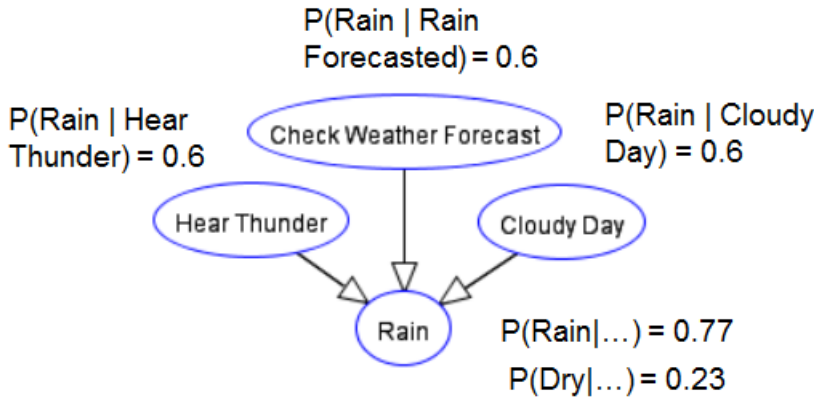 P(Rain | Rain
Forecasted) = 0.6
P(Rain | Hear
Thunder) = 0.6
Check Weather Forecast
P(Rain | Cloudy
Day) = 0.6
Hear Thunder
Cloudy Day
Rain
P(Rain|…) = 0.77
P(Dry|…) = 0.23